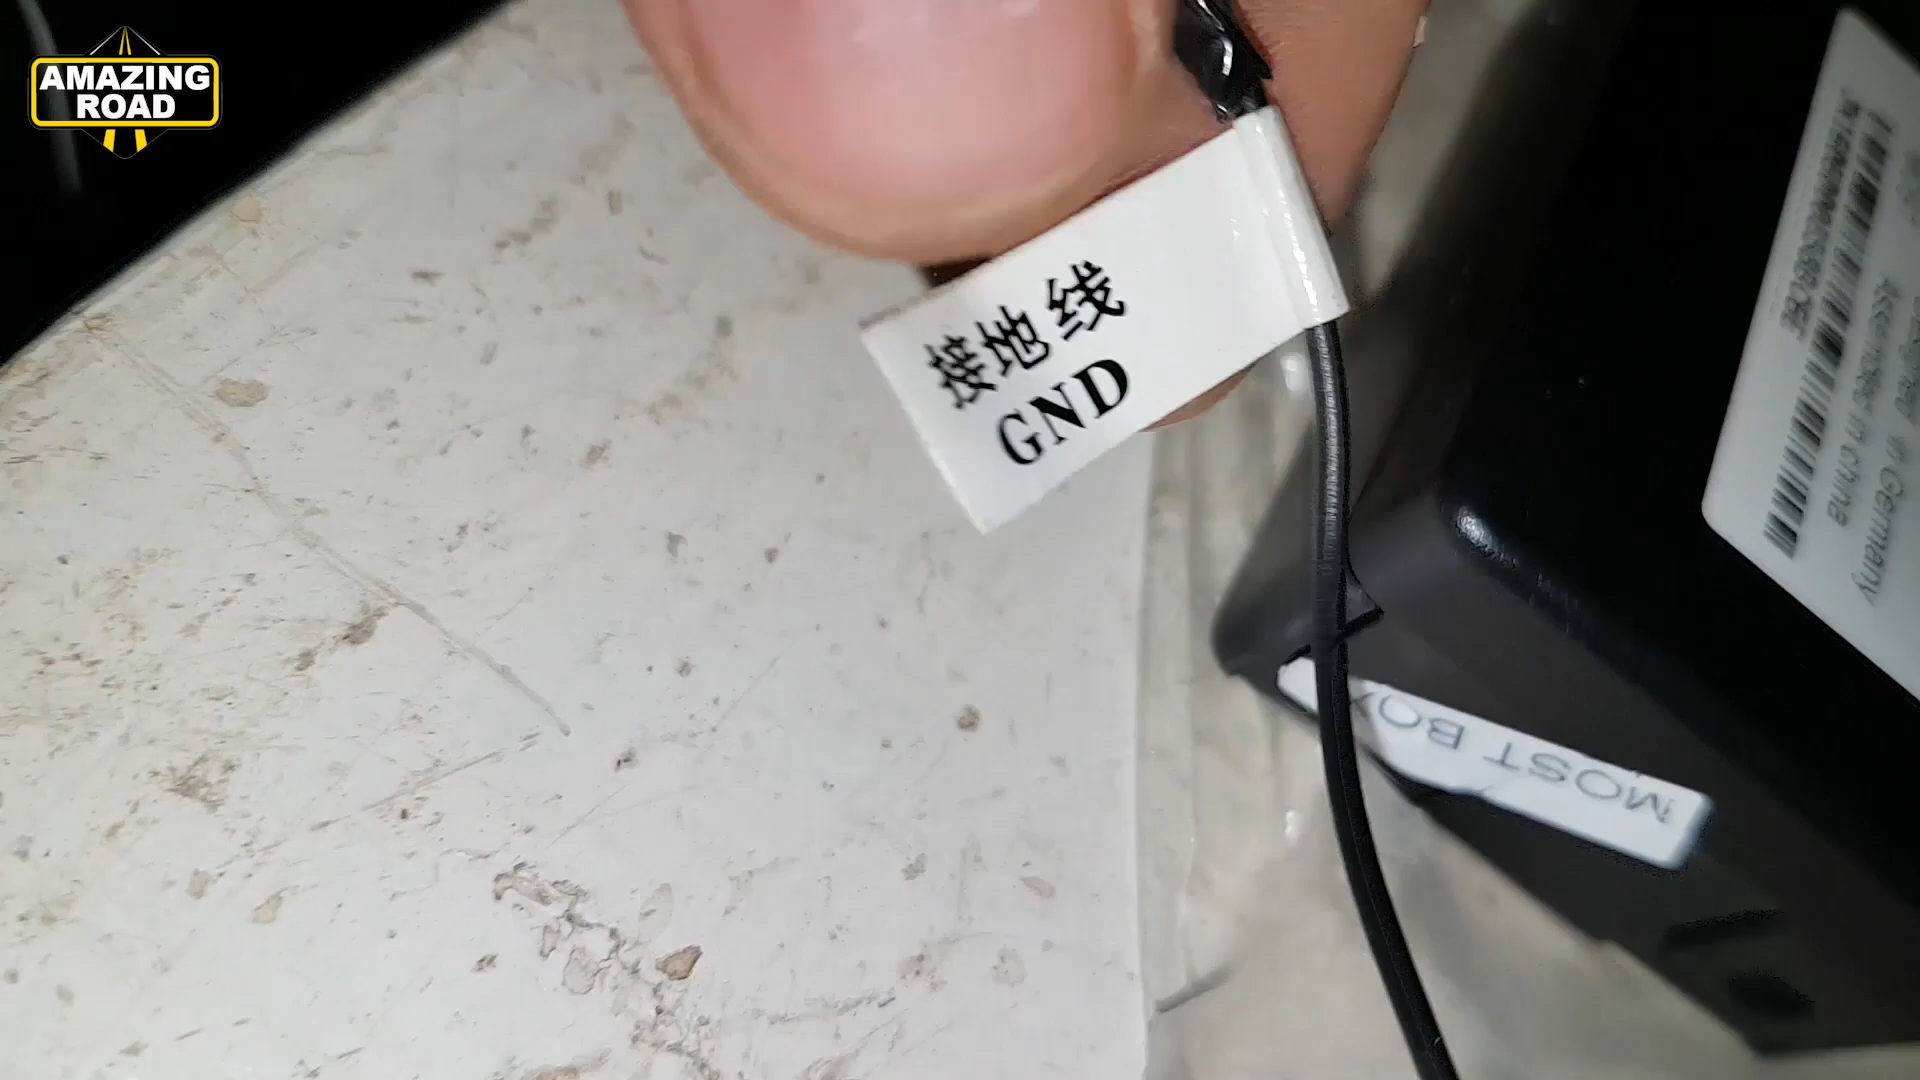 AMAZING
ROAD
接地线
GND
MOST BOX
in Germany
Assembled in China